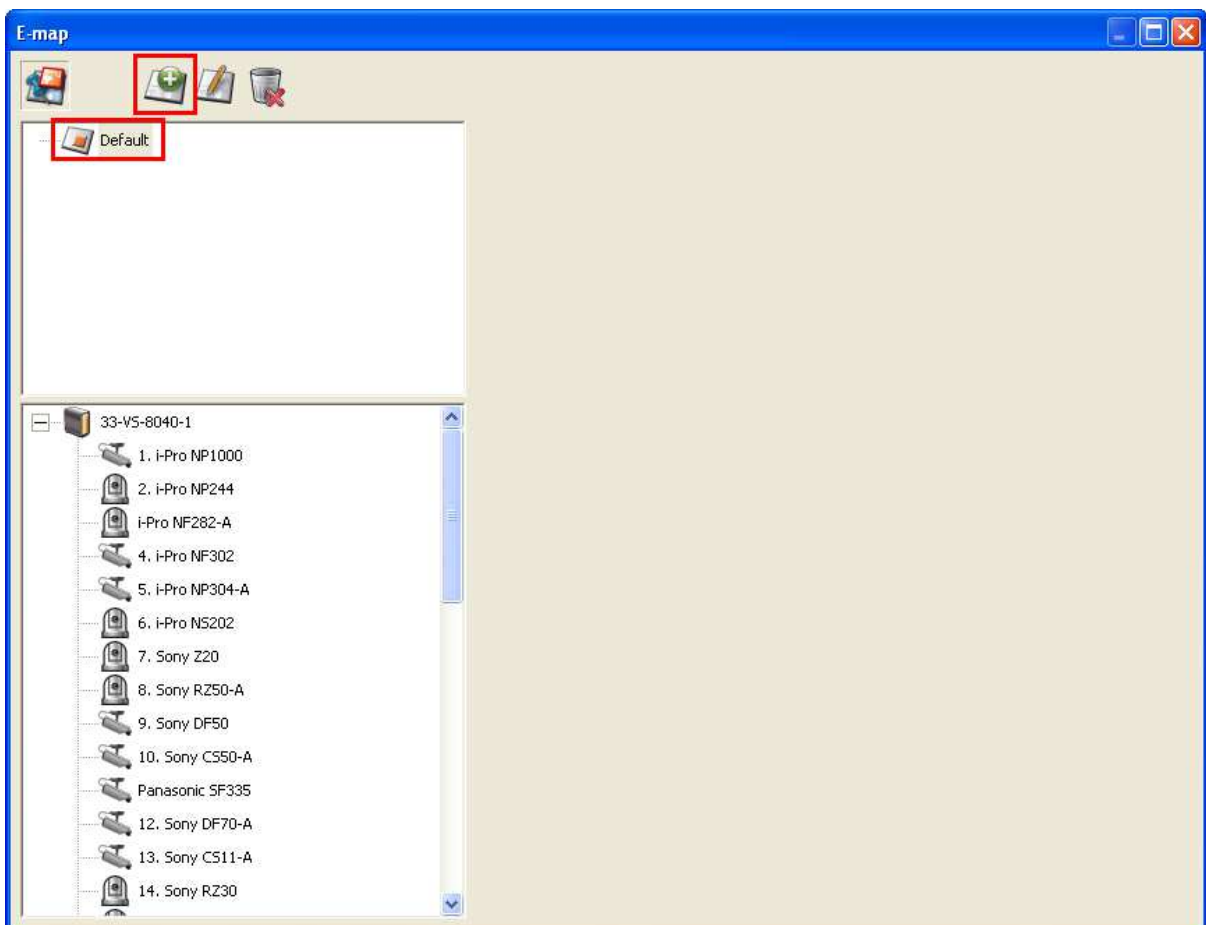 E-map
Default
33-VS-8040-1
1. i-Pro NP1000
2. i-Pro NP244
i-Pro NF282-A
4. i-Pro NF302
5. i-Pro NP304-A
6. i-Pro NS202
7. Sony Z20
8. Sony RZ50-A
9. Sony DF50
10. Sony CS50-A
Panasonic SF335
12. Sony DF70-A
13. Sony CS11-A
14. Sony RZ30